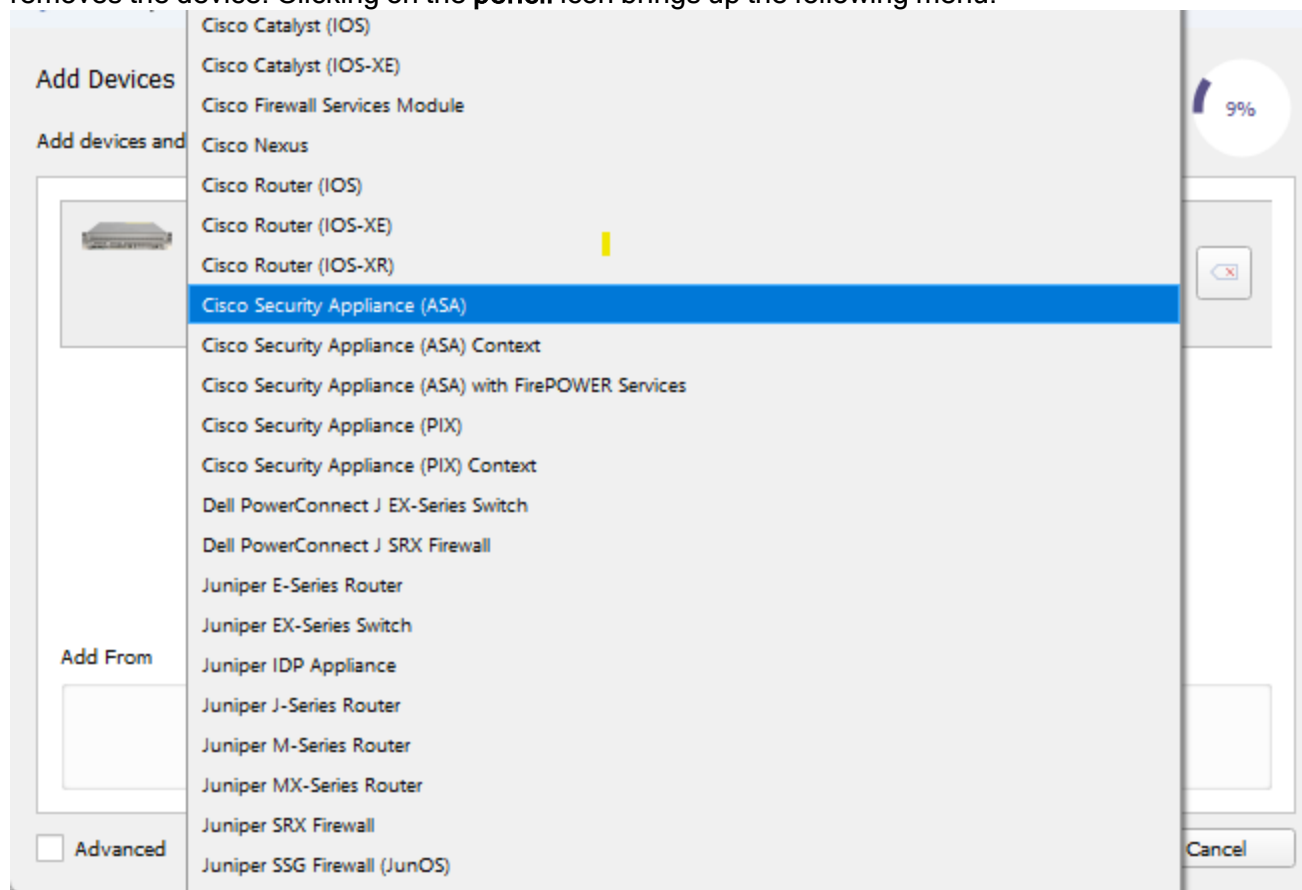 removes the device. Clicking on the pencil icon brings up the following menu:
Cisco Catalyst (IOS)
Add Devices
Cisco Catalyst (IOS-XE)
Cisco Firewall Services Module
9%
Add devices and
Cisco Nexus
Cisco Router (IOS)
Cisco Router (IOS-XE)
Cisco Router (IOS-XR)
Cisco Security Appliance (ASA)
Cisco Security Appliance (ASA) Context
Cisco Security Appliance (ASA) with FirePOWER Services
Cisco Security Appliance (PIX)
Cisco Security Appliance (PIX) Context
Dell PowerConnect J EX-Series Switch
Dell PowerConnect J SRX Firewall
Juniper E-Series Router
Juniper EX-Series Switch
Add From
Juniper IDP Appliance
Juniper J-Series Router
Juniper M-Series Router
Juniper MX-Series Router
Juniper SRX Firewall
Advanced
Juniper SSG Firewall (JunOS)
Cancel